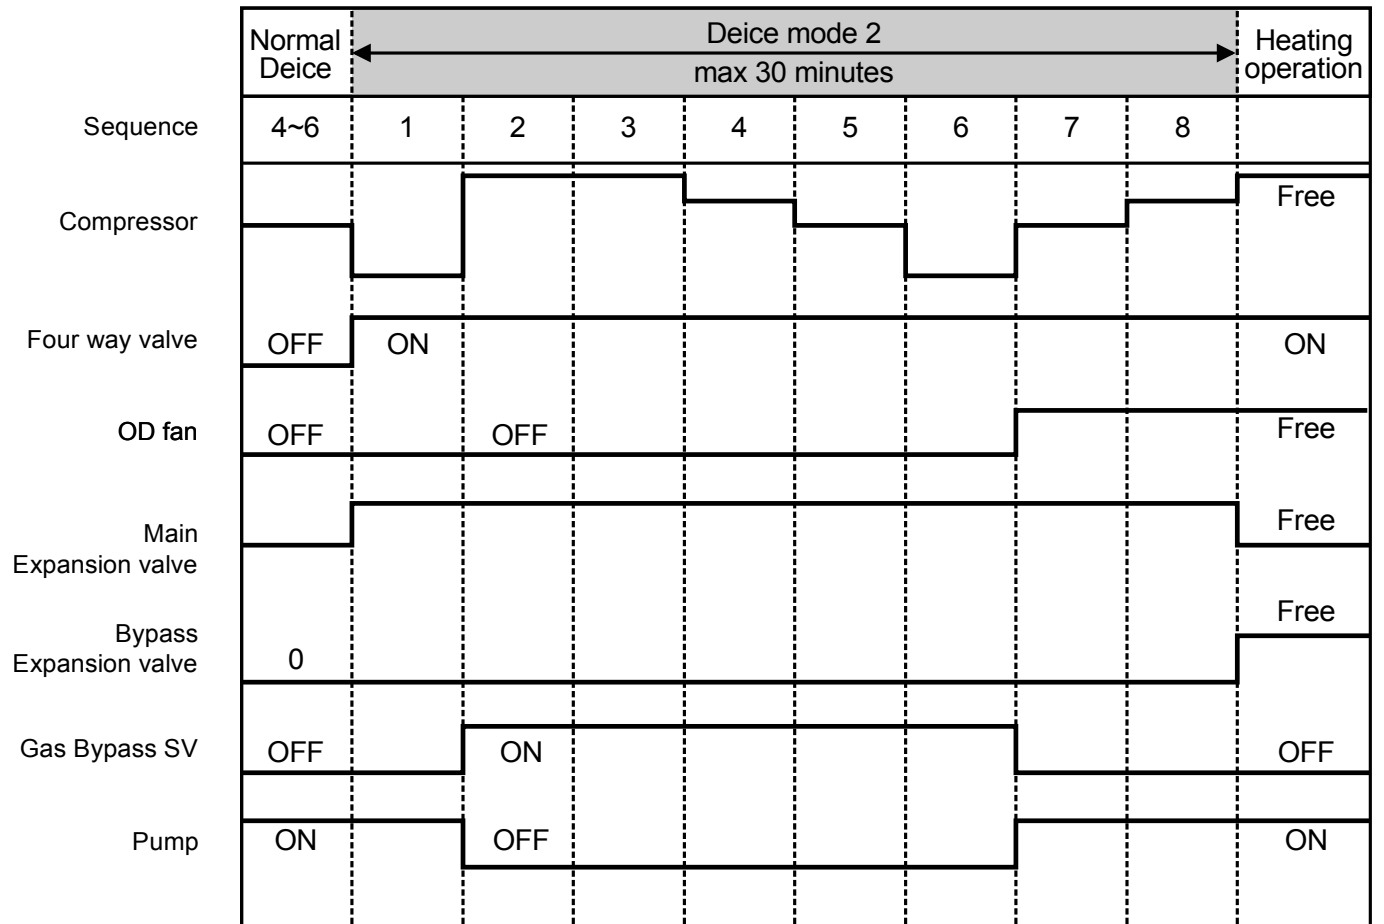 Normal
Deice
Deice mode 2
max 30 minutes
Heating
operation
Sequence 4~6 1 2 3 4 5 6 7 8
Compressor Free
Four way valve OFF ON ON
OD fan OFF OFF Free
Main
Expansion valve Free
Bypass
Expansion valve 0 Free
Gas Bypass SV OFF ON OFF
Pump ON OFF ON